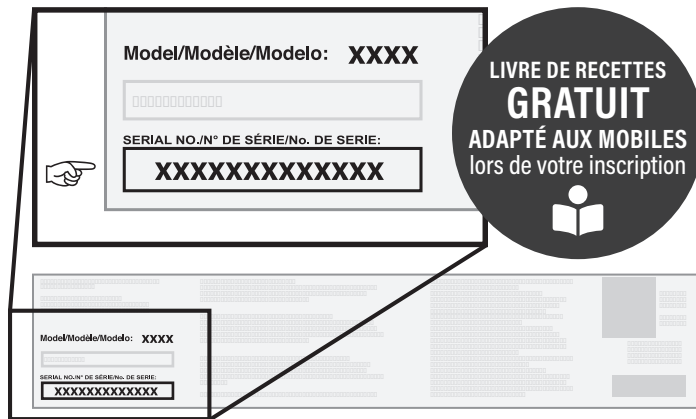 Model/Modèle/Modelo: XXXX
SERIAL NO./N° DE SÉRIE/No. DE SERIE:
XXXXXXXXXXXXX
LIVRE DE RECETTES
GRATUIT
ADAPTÉ AUX MOBILES
lors de votre inscription
Model/Modèle/Modelo: XXXX
SERIAL NO./N° DE SÉRIE/No. DE SERIE:
XXXXXXXXXXXXX